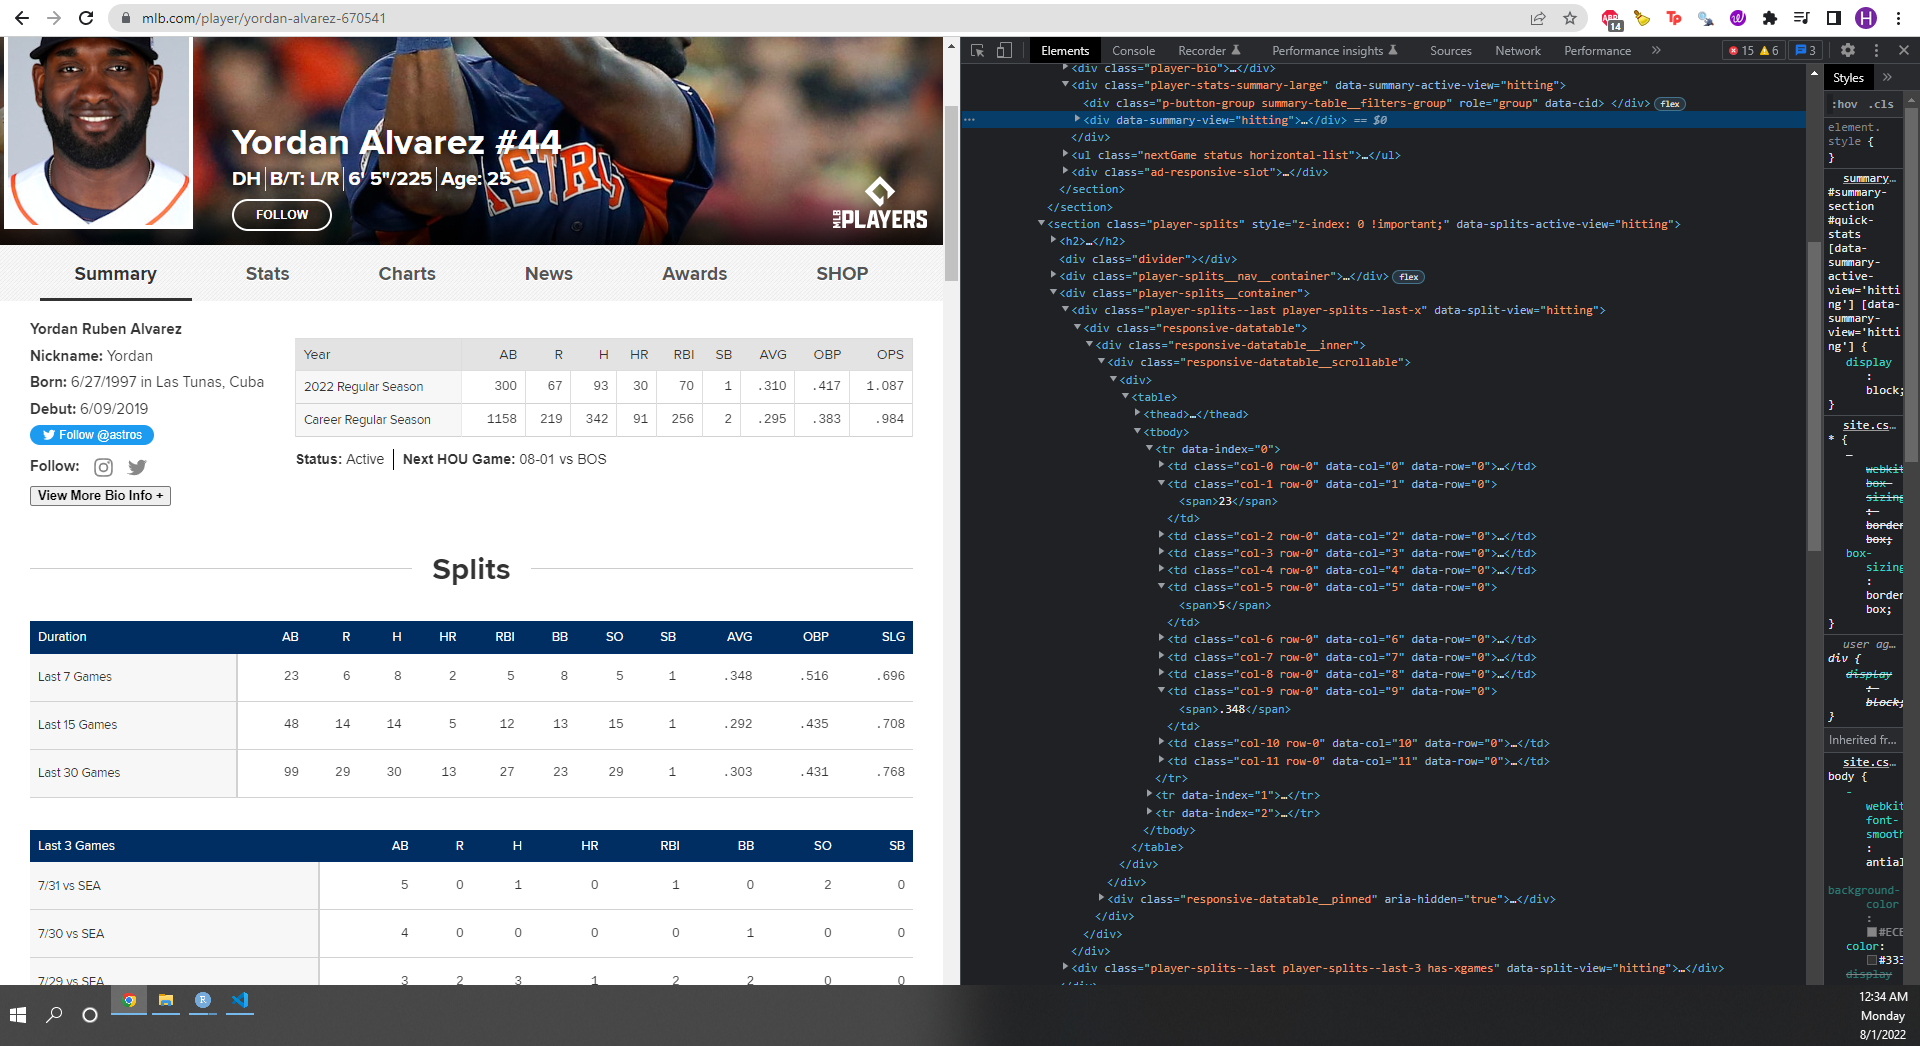 mlb.com/player/yordan-alvarez-670541
14
H
Yordan Alvarez #44
DH B/T: L/R 6' 5"/225 Age: 25
FOLLOW
MLB PLAYERS
Summary Stats Charts News Awards SHOP
Yordan Ruben Alvarez
Nickname: Yordan
Born: 6/27/1997 in Las Tunas, Cuba
Debut: 6/09/2019
Follow @astros
Follow:
View More Bio Info +
Year AB R H HR RBI SB AVG OBP OPS
2022 Regular Season 300 67 93 30 70 1 .310 .417 1.087
Career Regular Season 1158 219 342 91 256 2 .295 .383 .984
Status: Active Next HOU Game: 08-01 vs BOS
Splits
Duration AB R H HR RBI BB SO SB AVG OBP SLG
Last 7 Games 23 6 8 2 5 8 5 1 .348 .516 .696
Last 15 Games 48 14 14 5 12 13 15 1 .292 .435 .708
Last 30 Games 99 29 30 13 27 23 29 1 .303 .431 .768
Last 3 Games AB R H HR RBI BB SO SB
7/31 vs SEA 5 0 1 0 1 0 2 0
7/30 vs SEA 4 0 0 0 0 1 0 0
7/29 vs SEA 3 2 3 1 2 2 0 0
Elements Console Recorder Performance insights Sources Network Performance » 15 6 3
<div class="player-bio">…</div>
<div class="player-stats-summary-large" data-summary-active-view="hitting">
<div class="p-button-group summary-table__filters-group" role="group" data-cid> </div> flex
<div data-summary-view="hitting">…</div> == $0
</div>
<ul class="nextGame status horizontal-list">…</ul>
<div class="ad-responsive-slot">…</div>
</section>
</section>
<section class="player-splits" style="z-index: 0 !important;" data-splits-active-view="hitting">
<h2>…</h2>
<div class="divider"></div>
<div class="player-splits__nav__container">…</div> flex
<div class="player-splits__container">
<div class="player-splits--last player-splits--last-x" data-split-view="hitting">
<div class="responsive-datatable">
<div class="responsive-datatable__inner">
<div class="responsive-datatable__scrollable">
<div>
<table>
<thead>…</thead>
<tbody>
<tr data-index="0">
<td class="col-0 row-0" data-col="0" data-row="0">…</td>
<td class="col-1 row-0" data-col="1" data-row="0">
<span>23</span>
</td>
<td class="col-2 row-0" data-col="2" data-row="0">…</td>
<td class="col-3 row-0" data-col="3" data-row="0">…</td>
<td class="col-4 row-0" data-col="4" data-row="0">…</td>
<td class="col-5 row-0" data-col="5" data-row="0">
<span>5</span>
</td>
<td class="col-6 row-0" data-col="6" data-row="0">…</td>
<td class="col-7 row-0" data-col="7" data-row="0">…</td>
<td class="col-8 row-0" data-col="8" data-row="0">…</td>
<td class="col-9 row-0" data-col="9" data-row="0">
<span>.348</span>
</td>
<td class="col-10 row-0" data-col="10" data-row="0">…</td>
<td class="col-11 row-0" data-col="11" data-row="0">…</td>
</tr>
<tr data-index="1">…</tr>
<tr data-index="2">…</tr>
</tbody>
</table>
</div>
</div>
<div class="responsive-datatable__pinned" aria-hidden="true">…</div>
</div>
</div>
</div>
<div class="player-splits--last player-splits--last-3 has-xgames" data-split-view="hitting">…</div>
Styles »
:hov .cls
element.
style {
}
summary…
#summary-
section
#quick-
stats
[data-
summary-
active-
view='hitti
ng'] [data-
summary-
view='hitti
ng'] {
display
:
block;
}
site.cs…
* {
webkit
box-
sizing
:
border
box;
box-
sizing
:
border
box;
}
user ag…
div {
display
:
block;
}
Inherited fr…
site.cs…
body {
-
webkit
font-
smooth
:
antial
background-
color
:
#ECE
color:
#333
display
12:34 AM
Monday
8/1/2022